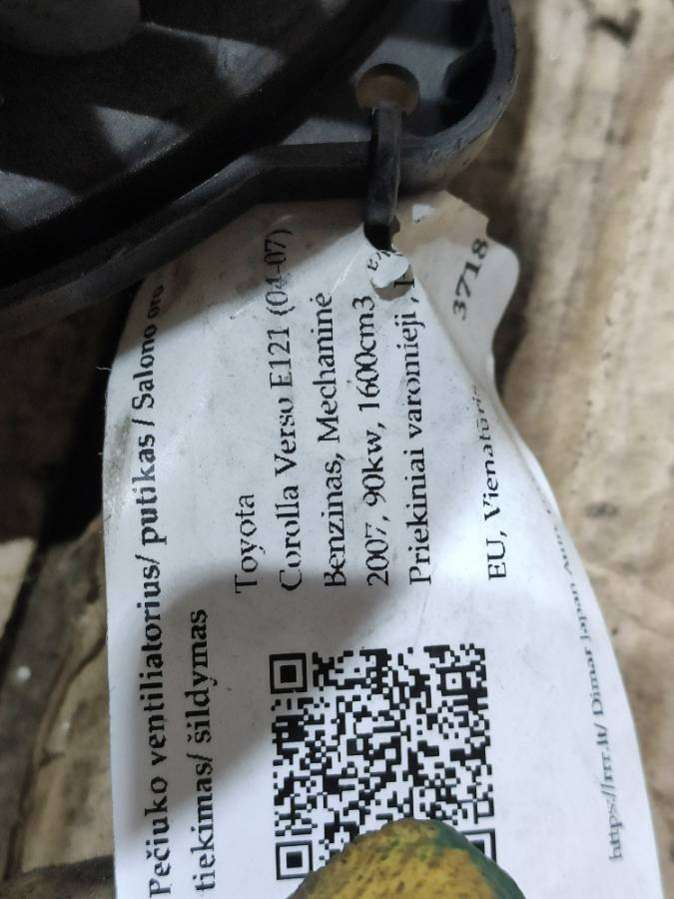 Pečiuko ventiliatorius/ putikas / Salono oro
tiekimas/ šildymas
Toyota
Corolla Verso E121 (04-07)
Benzinas, Mechaninė
2007, 90kw, 1600cm3
Priekiniai varomieji ,
EU, Vienatūris
3718
https://rrr.lt/ Dimar Japan Auto